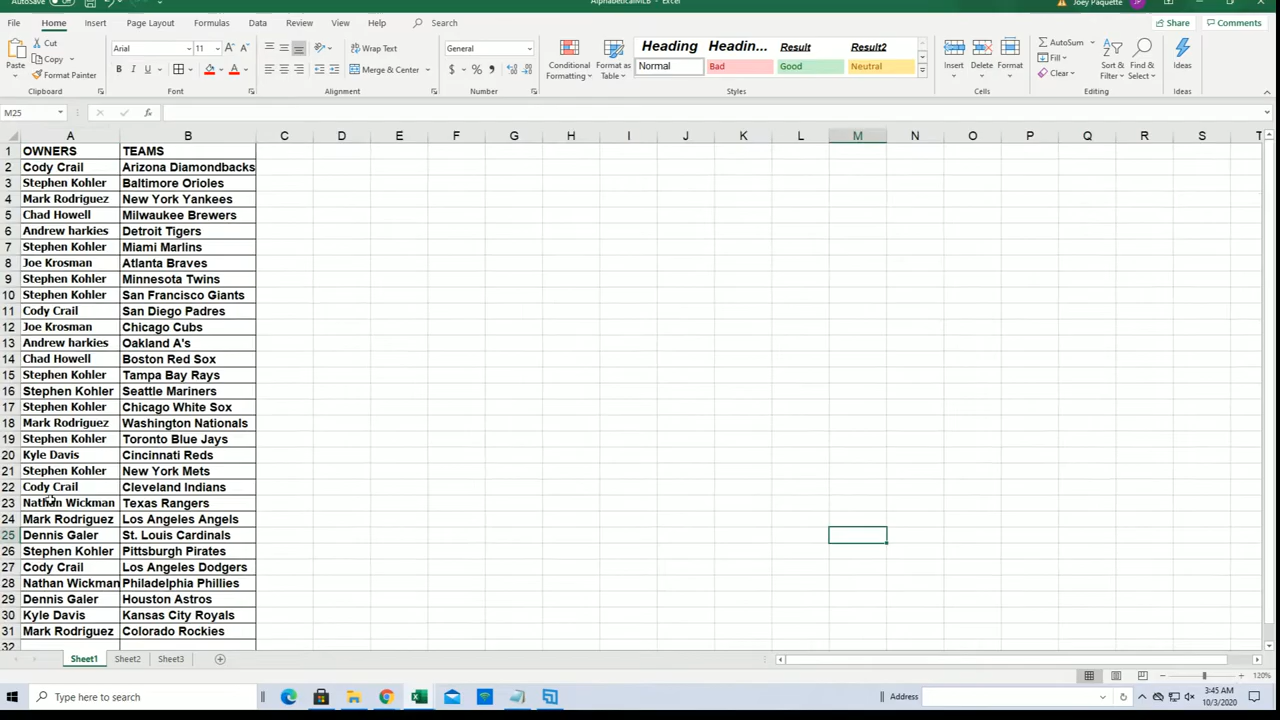 AutoSave Off AlphabeticalMLB - Excel Joey Paquette JP
File Home Insert Page Layout Formulas Data Review View Help Search Share Comments
Paste Cut Copy Format Painter Clipboard
Arial 11 A A B I U A
Wrap Text Merge & Center Alignment
General $ % Number
Conditional Formatting Format as Table
Heading Headin... Result Result2
Normal Bad Good Neutral
Styles
Insert Delete Format Cells
AutoSum Fill Clear Sort & Filter Find & Select Editing
Ideas Ideas
M25 fx
A B C D E F G H I J K L M N O P Q R S T
1 OWNERS TEAMS
2 Cody Crail Arizona Diamondbacks
3 Stephen Kohler Baltimore Orioles
4 Mark Rodriguez New York Yankees
5 Chad Howell Milwaukee Brewers
6 Andrew harkies Detroit Tigers
7 Stephen Kohler Miami Marlins
8 Joe Krosman Atlanta Braves
9 Stephen Kohler Minnesota Twins
10 Stephen Kohler San Francisco Giants
11 Cody Crail San Diego Padres
12 Joe Krosman Chicago Cubs
13 Andrew harkies Oakland A's
14 Chad Howell Boston Red Sox
15 Stephen Kohler Tampa Bay Rays
16 Stephen Kohler Seattle Mariners
17 Stephen Kohler Chicago White Sox
18 Mark Rodriguez Washington Nationals
19 Stephen Kohler Toronto Blue Jays
20 Kyle Davis Cincinnati Reds
21 Stephen Kohler New York Mets
22 Cody Crail Cleveland Indians
23 Nathan Wickman Texas Rangers
24 Mark Rodriguez Los Angeles Angels
25 Dennis Galer St. Louis Cardinals
26 Stephen Kohler Pittsburgh Pirates
27 Cody Crail Los Angeles Dodgers
28 Nathan Wickman Philadelphia Phillies
29 Dennis Galer Houston Astros
30 Kyle Davis Kansas City Royals
31 Mark Rodriguez Colorado Rockies
32
Sheet1 Sheet2 Sheet3
120%
Type here to search Address 3:45 AM
10/3/2020